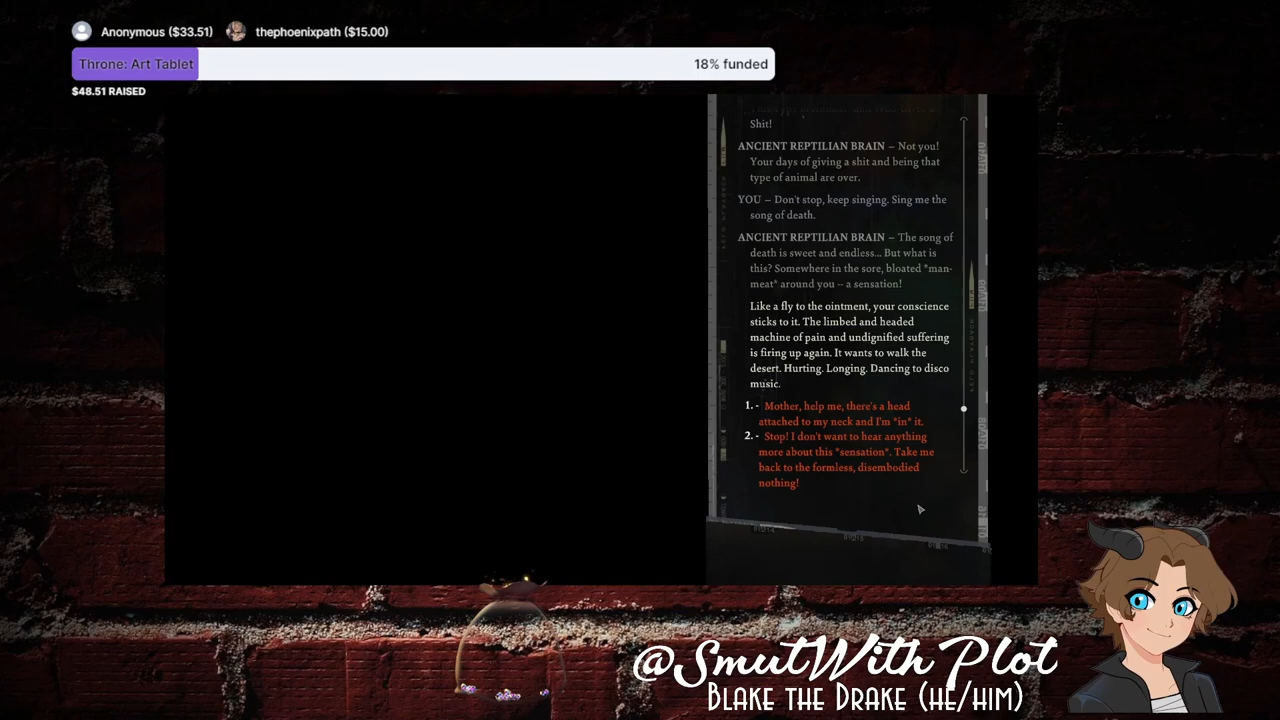 Anonymous ($33.51) thephoenixpath ($15.00)
Throne: Art Tablet 18% funded
$48.51 RAISED
Shit!
ANCIENT REPTILIAN BRAIN – Not you!
Your days of giving a shit and being that
type of animal are over.
YOU – Don't stop, keep singing. Sing me the
song of death.
ANCIENT REPTILIAN BRAIN – The song of
death is sweet and endless... But what is
this? Somewhere in the sore, bloated *man-
meat* around you -- a sensation!
Like a fly to the ointment, your conscience
sticks to it. The limbed and headed
machine of pain and undignified suffering
is firing up again. It wants to walk the
desert. Hurting. Longing. Dancing to disco
music.
1. - Mother, help me, there's a head
attached to my neck and I'm *in* it.
2. - Stop! I don't want to hear anything
more about this *sensation*. Take me
back to the formless, disembodied
nothing!
@SmutWithPlot
BLAKE THE DRAKE (HE/HIM)